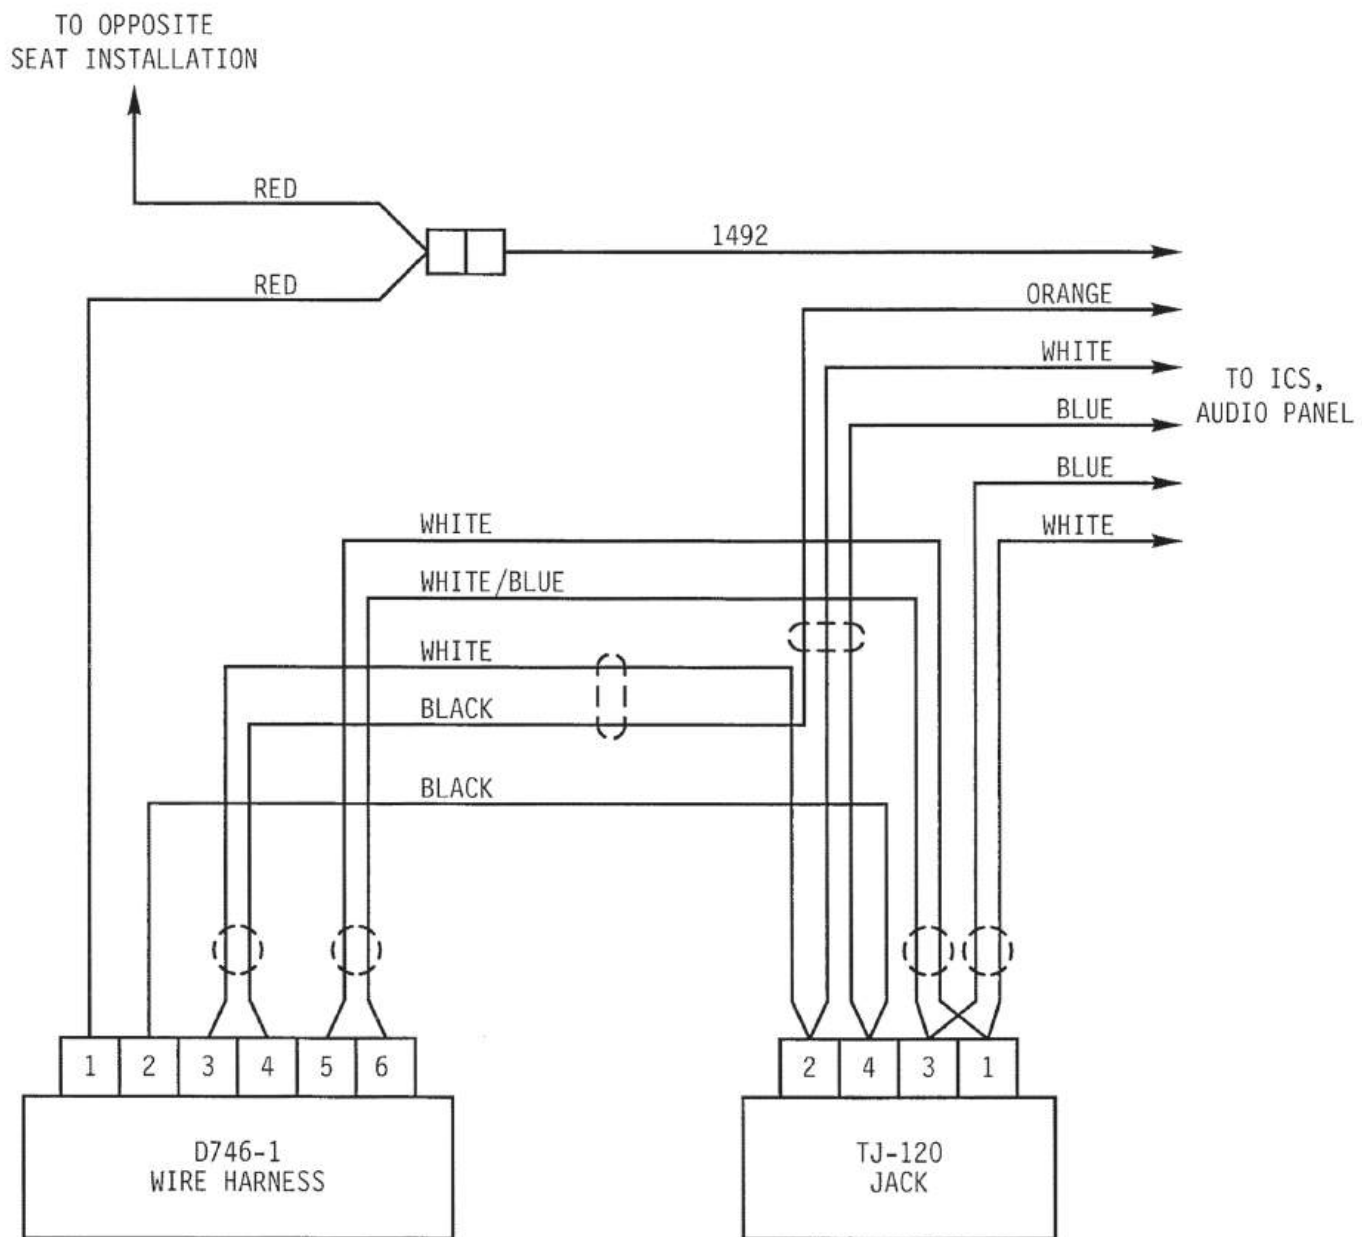 TO OPPOSITE
SEAT INSTALLATION
RED
1492
RED
ORANGE
WHITE
TO ICS,
AUDIO PANEL
BLUE
BLUE
WHITE
WHITE
WHITE/BLUE
WHITE
BLACK
BLACK
1 2 3 4 5 6
2 4 3 1
D746-1
WIRE HARNESS
TJ-120
JACK